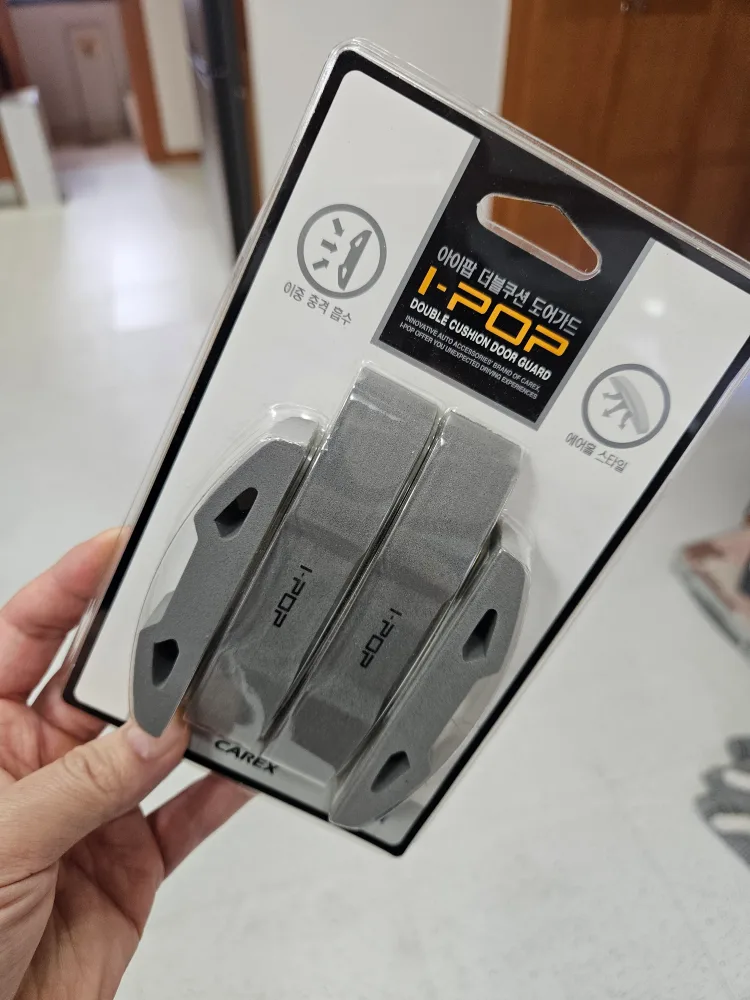 아이팝 더블쿠션 도어가드
I-POP
DOUBLE CUSHION DOOR GUARD
INNOVATIVE AUTO ACCESSORIES' BRAND OF CAREX,
I-POP OFFER YOU UNEXPECTED DRIVING EXPERIENCES
이중 충격 흡수
에어홀 스타일
I-POP
I-POP
CAREX